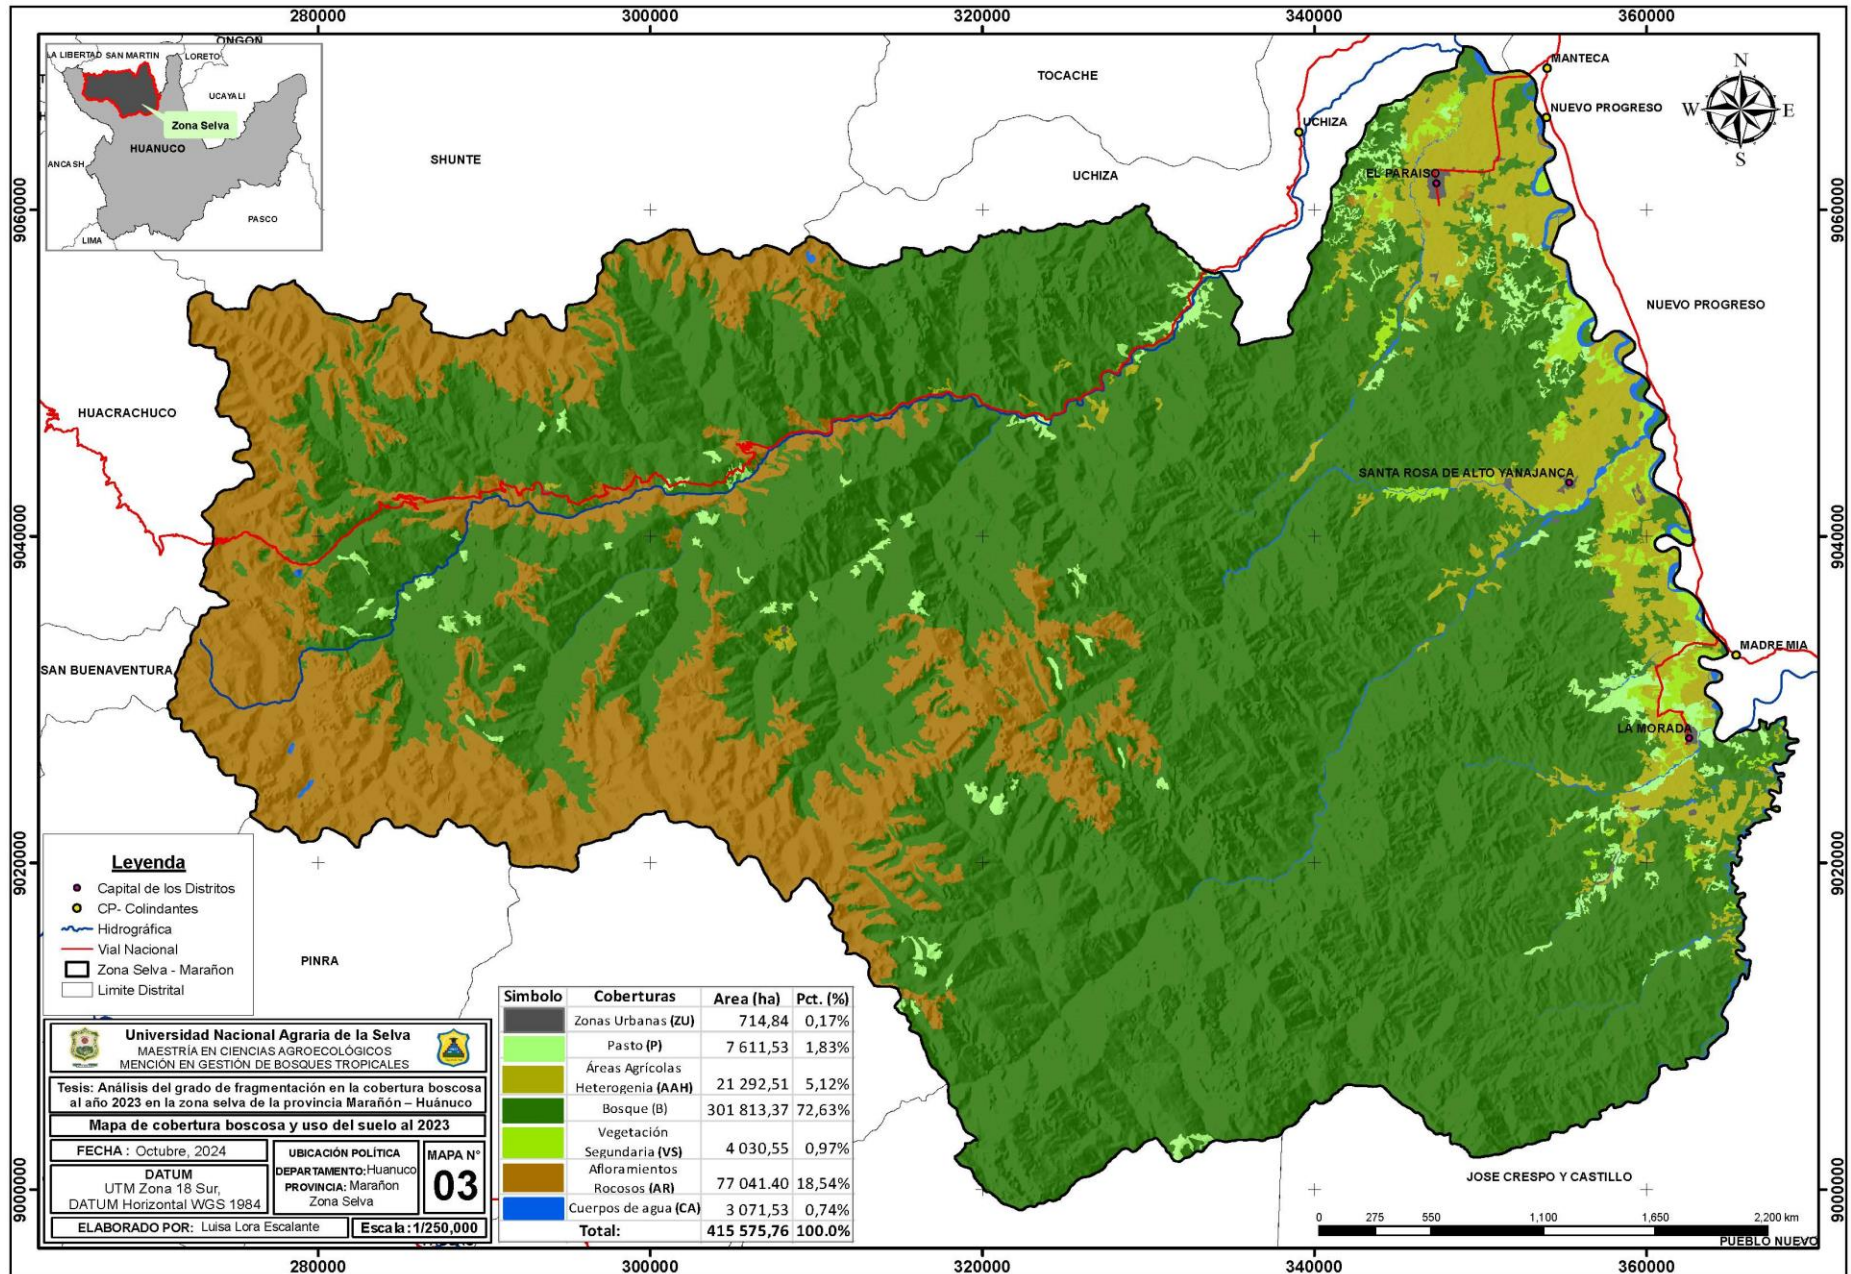 280000
300000
320000
340000
360000
ONGON
LA LIBERTAD
SAN MARTIN
LORETO
UCAYALI
Zona Selva
HUANUCO
ANCASH
PASCO
LIMA
TOCACHE
MANTECA
NUEVO PROGRESO
UCHIZA
SHUNTE
UCHIZA
EL PARAISO
N
W
E
S
9060000
9060000
NUEVO PROGRESO
HUACRACHUCO
SANTA ROSA DE ALTO YANAJANCA
9040000
9040000
SAN BUENAVENTURA
MADRE MIA
LA MORADA
9020000
9020000
Leyenda
Capital de los Distritos
CP- Colindantes
Hidrográfica
Vial Nacional
Zona Selva - Marañon
Limite Distrital
PINRA
Universidad Nacional Agraria de la Selva
MAESTRÍA EN CIENCIAS AGROECOLÓGICOS
MENCIÓN EN GESTIÓN DE BOSQUES TROPICALES
Tesis: Análisis del grado de fragmentación en la cobertura boscosa
al año 2023 en la zona selva de la provincia Marañón – Huánuco
Mapa de cobertura boscosa y uso del suelo al 2023
FECHA : Octubre, 2024
DATUM
UTM Zona 18 Sur,
DATUM Horizontal WGS 1984
UBICACIÓN POLÍTICA
DEPARTAMENTO: Huanuco
PROVINCIA: Marañon
Zona Selva
MAPA N°
03
ELABORADO POR: Luisa Lora Escalante
Escala:1/250,000
Simbolo Coberturas Area (ha) Pct. (%)
Zonas Urbanas (ZU) 714,84 0,17%
Pasto (P) 7 611,53 1,83%
Áreas Agrícolas
Heterogenia (AAH) 21 292,51 5,12%
Bosque (B) 301 813,37 72,63%
Vegetación
Segundaria (VS) 4 030,55 0,97%
Afloramientos
Rocosos (AR) 77 041.40 18,54%
Cuerpos de agua (CA) 3 071,53 0,74%
Total: 415 575,76 100.0%
9000000
9000000
JOSE CRESPO Y CASTILLO
0 275 550 1,100 1,650 2,200 km
PUEBLO NUEVO
280000
300000
320000
340000
360000